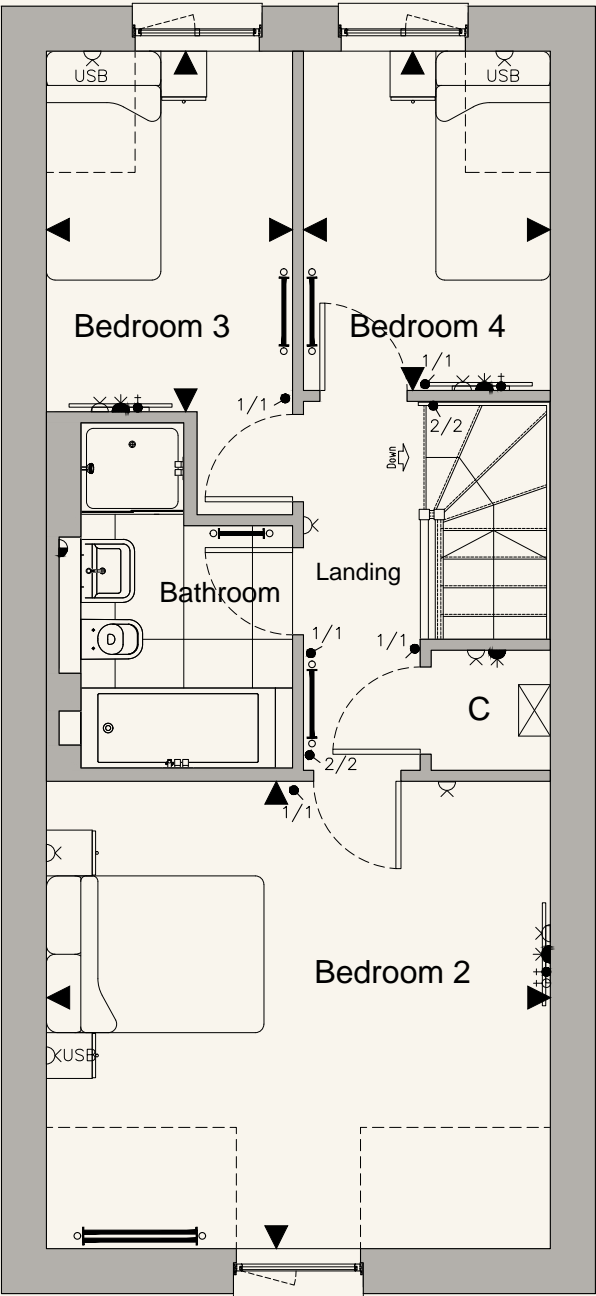 USB
USB
Bedroom 3
Bedroom 4
1/1
1/1
2/2
Down
Landing
Bathroom
1/1
1/1
C
2/2
1/1
Bedroom 2
USB